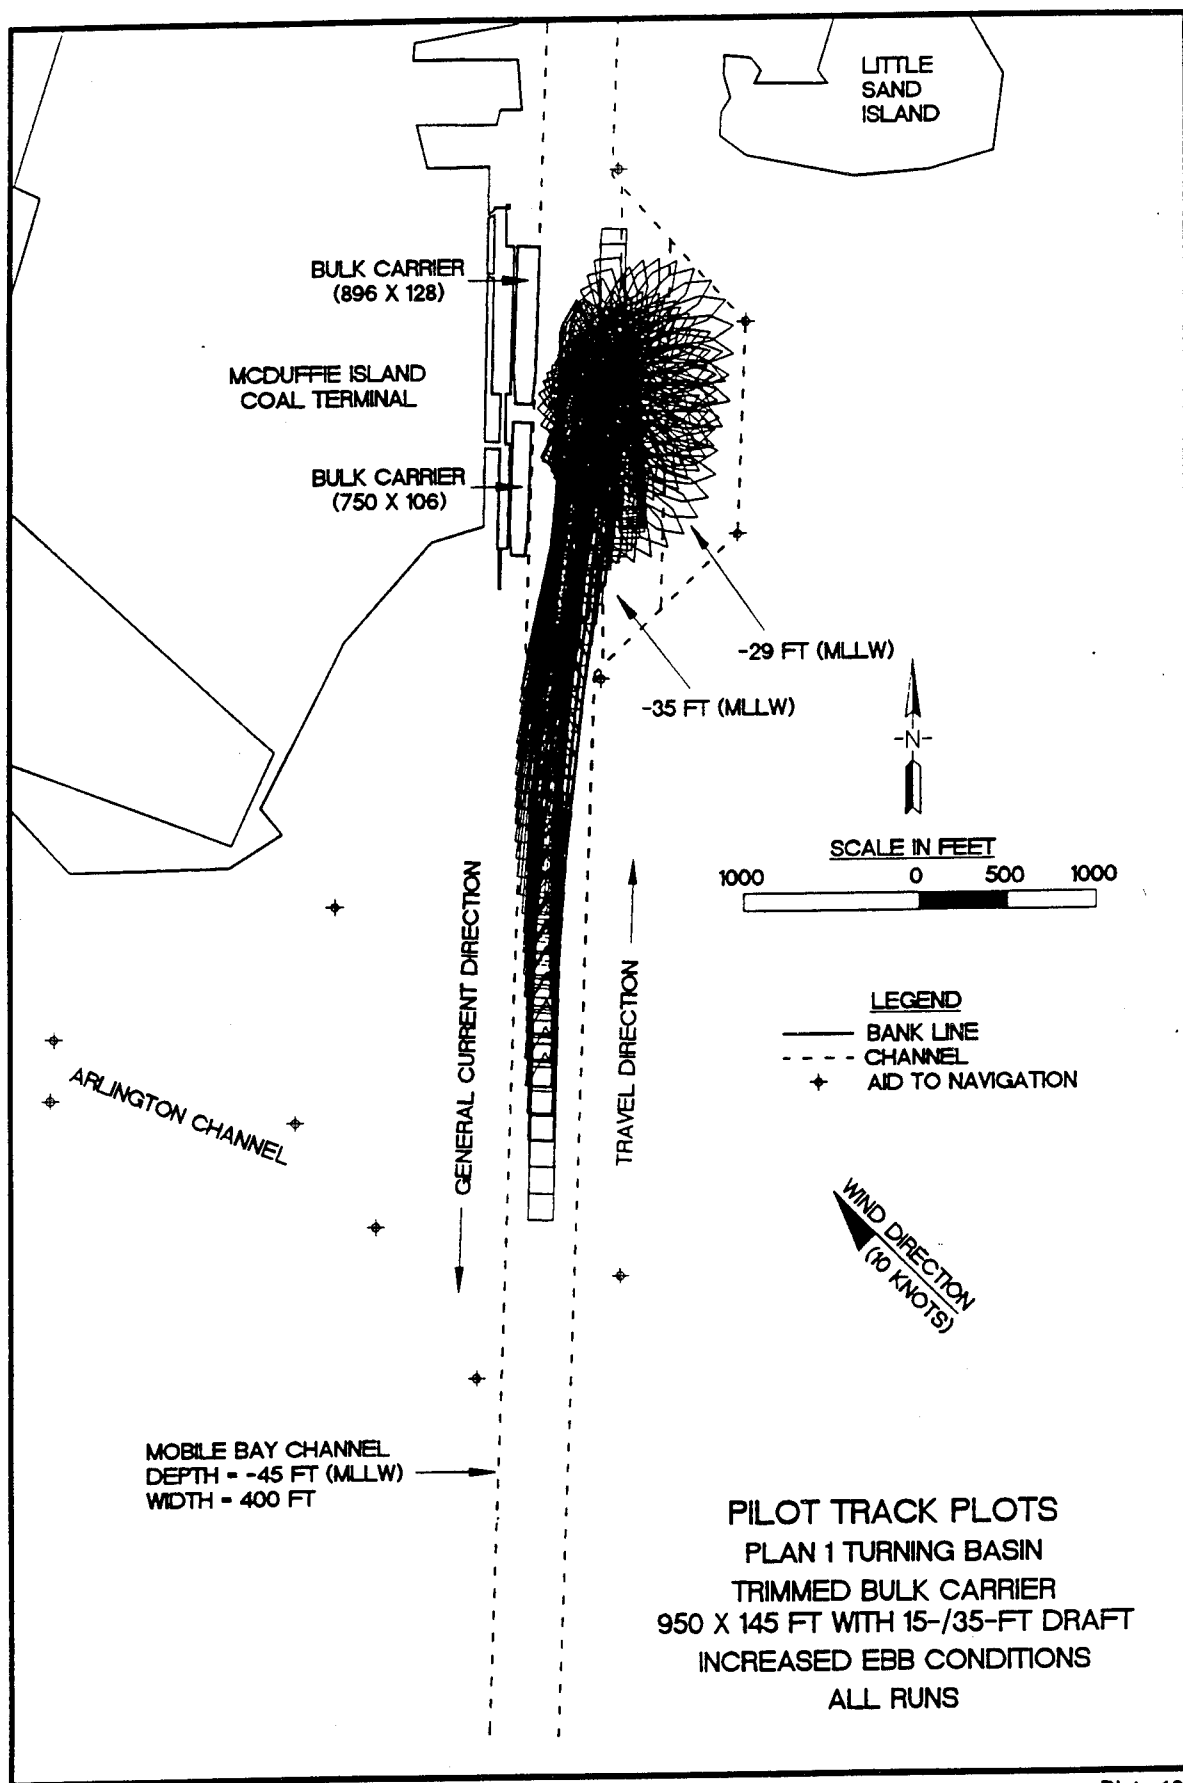 LITTLE
SAND
ISLAND
BULK CARRIER
(896 X 128)
MCDUFFIE ISLAND
COAL TERMINAL
BULK CARRIER
(750 X 106)
-29 FT (MLLW)
-35 FT (MLLW)
-N-
SCALE IN FEET
1000 0 500 1000
GENERAL CURRENT DIRECTION
TRAVEL DIRECTION
LEGEND
BANK LINE
CHANNEL
AID TO NAVIGATION
ARLINGTON CHANNEL
WIND DIRECTION
(10 KNOTS)
MOBILE BAY CHANNEL
DEPTH = -45 FT (MLLW)
WIDTH = 400 FT
PILOT TRACK PLOTS
PLAN 1 TURNING BASIN
TRIMMED BULK CARRIER
950 X 145 FT WITH 15-/35-FT DRAFT
INCREASED EBB CONDITIONS
ALL RUNS